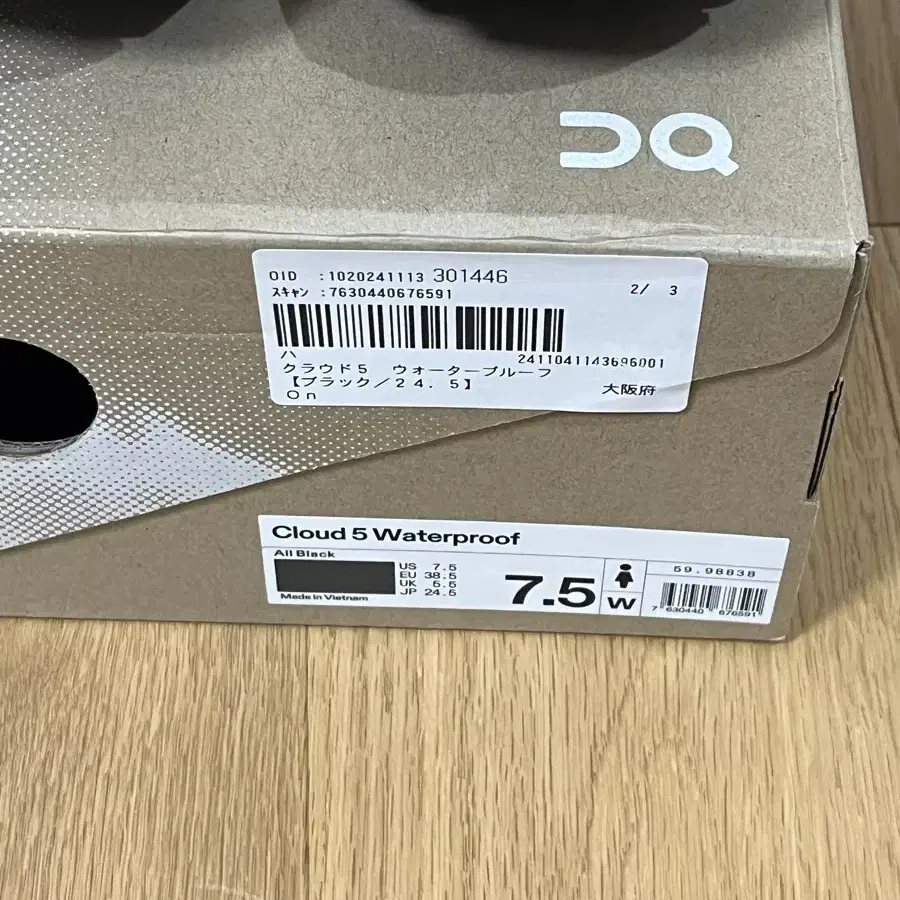 On
OID :1020241113 301446
2/ 3
スキャン :7630440676591
2411041143696001
ハ
クラウド5 ウォータープルーフ
【ブラック/24.5】
大阪府
On
Cloud 5 Waterproof
All Black
US 7.5
EU 38.5
UK 5.5
JP 24.5
Made in Vietnam
7.5
W
59.98838
7 630440 676591